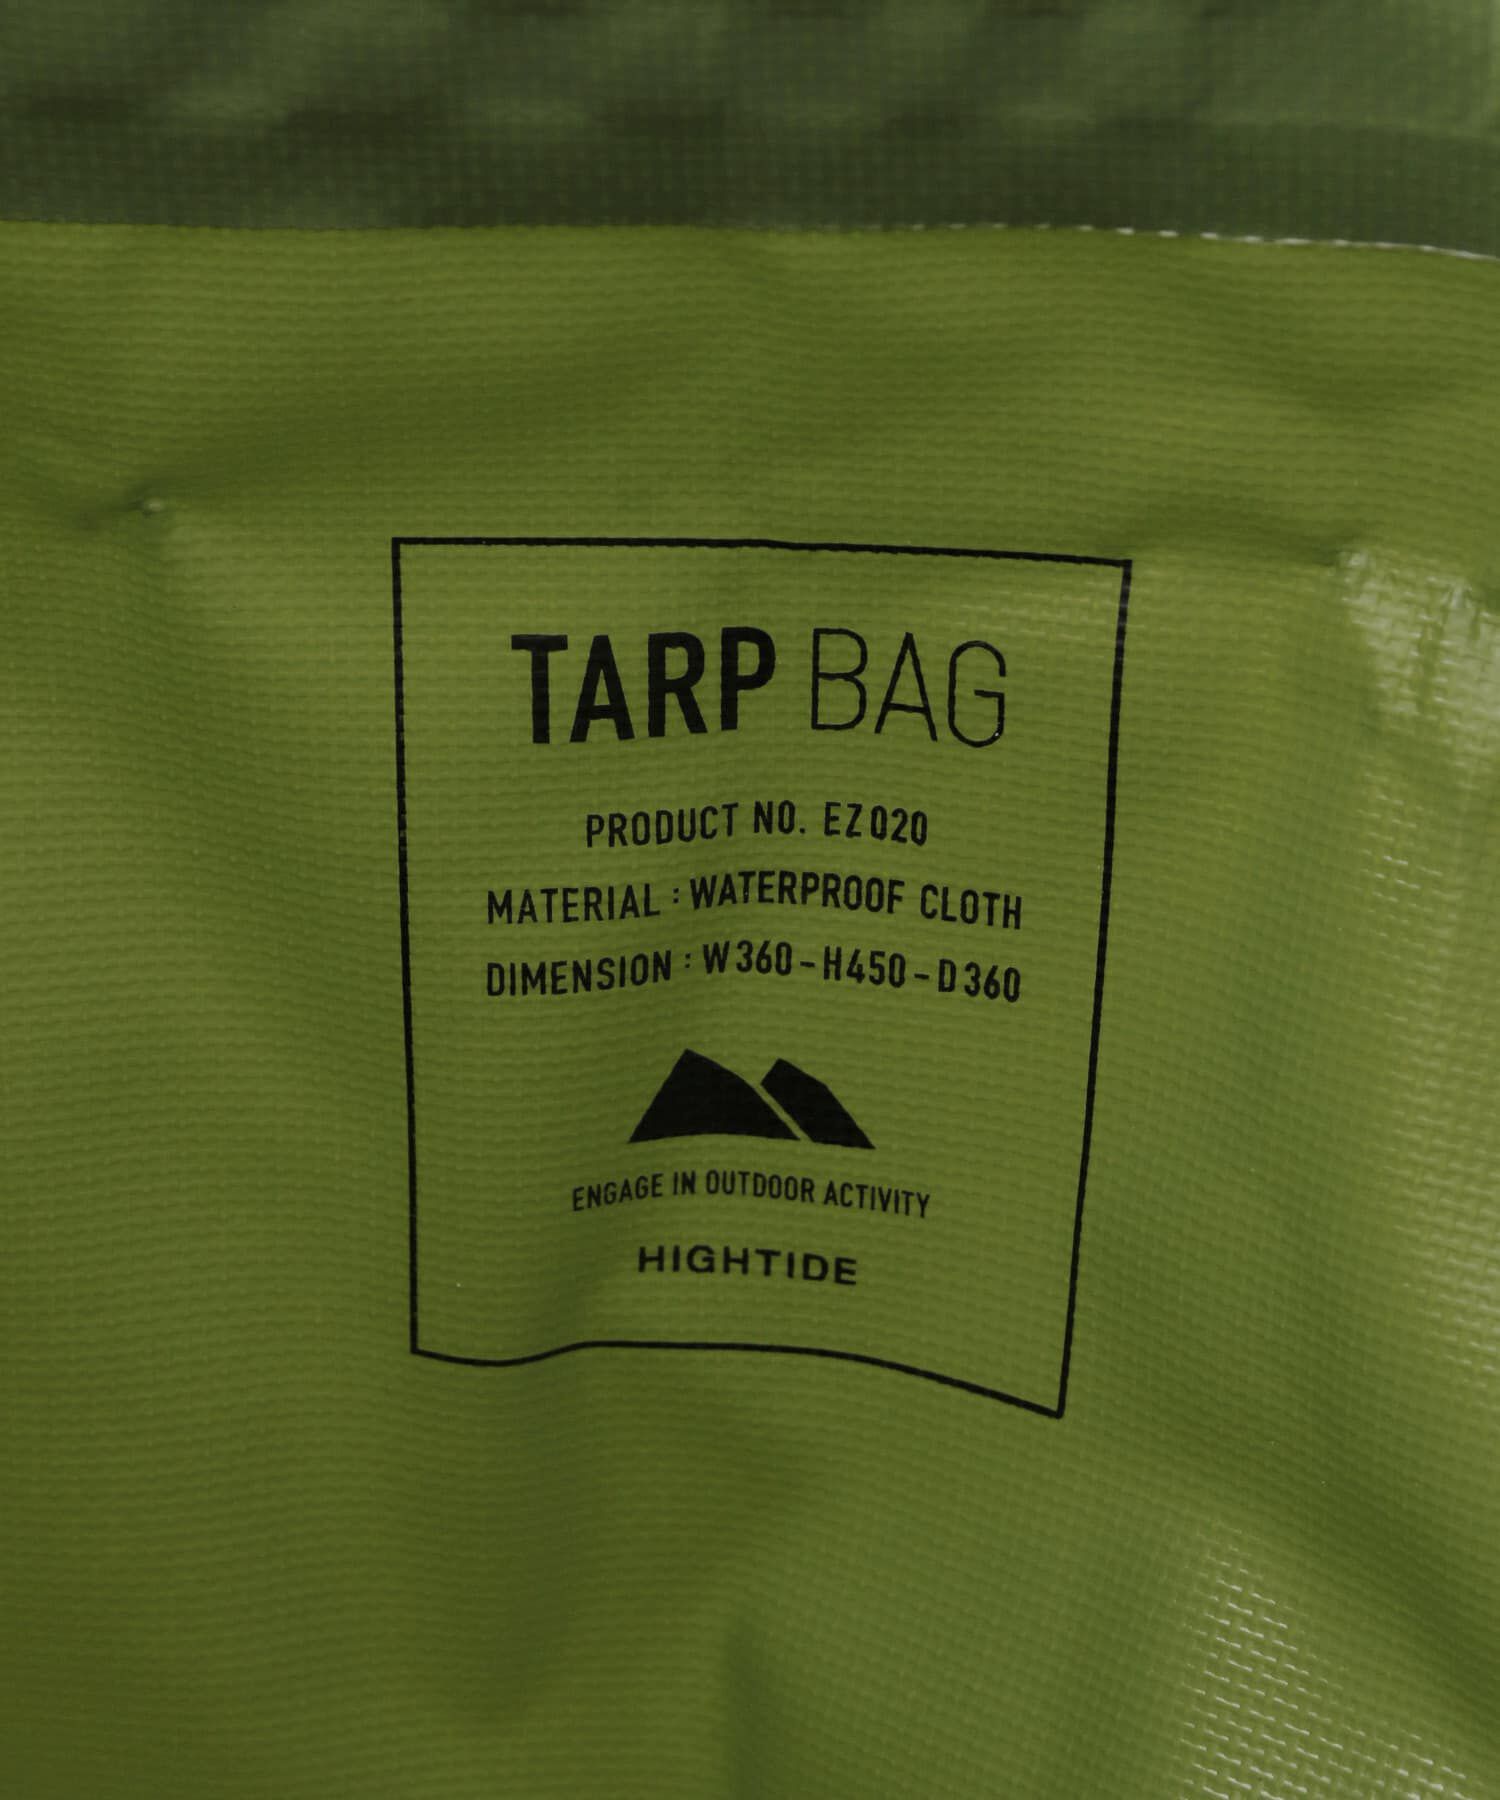 TARP BAG
PRODUCT NO. EZ020
MATERIAL : WATERPROOF CLOTH
DIMENSION : W360-H450-D360
ENGAGE IN OUTDOOR ACTIVITY
HIGHTIDE